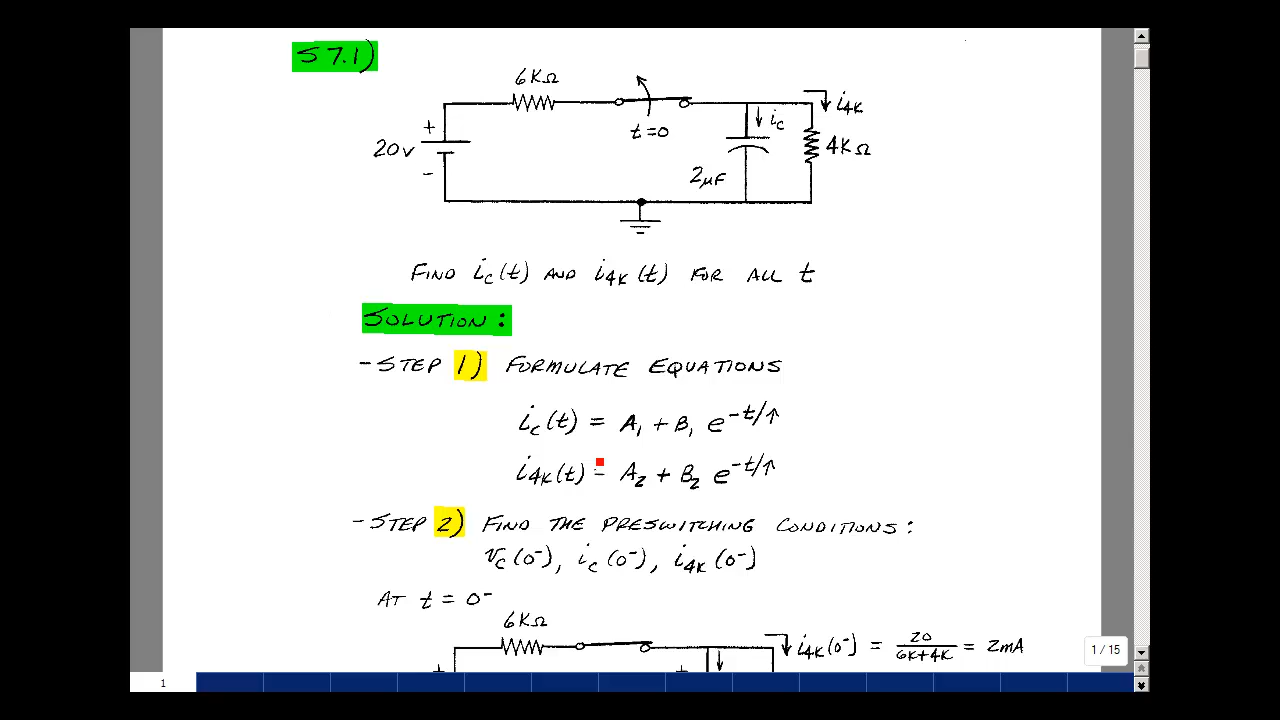 S7.1)
6KΩ
t=0
20v
+
-
ic
i4K
2μF
4KΩ
FIND ic(t) AND i4K(t) FOR ALL t
SOLUTION:
-STEP 1) FORMULATE EQUATIONS
ic(t) = A1 + B1 e^-t/τ
i4K(t) = A2 + B2 e^-t/τ
-STEP 2) FIND THE PRESWITCHING CONDITIONS:
vc(0-), ic(0-), i4K(0-)
AT t = 0-
6KΩ
i4K(0-) = 20/(6K+4K) = 2mA
+
+
1 / 15
1